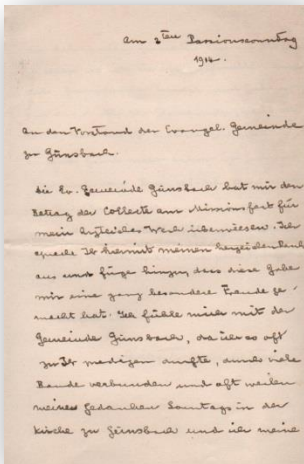 Am 2ten Passionssonntag
1914.
An den Vorstand der Evangel. Gemeinde
zu Günsbach.
Die Ev. Gemeinde Günsbach hat mir den
Betrag der Collecte am Missionsfest für
mein ärztliches Werk überwiesen. Ich
spreche Ihr hiermit meinen herzlichen Dank
aus und füge hinzu, dass diese Gabe
mir eine ganz besondere Freude ge-
macht hat. Ich fühle mich mit der
Gemeinde Günsbach, da ich so oft
zu Ihr predigen durfte, durch viele
Bande verbunden und oft weilen
meine Gedanken Sonntags in der
Kirche zu Günsbach und ich meine